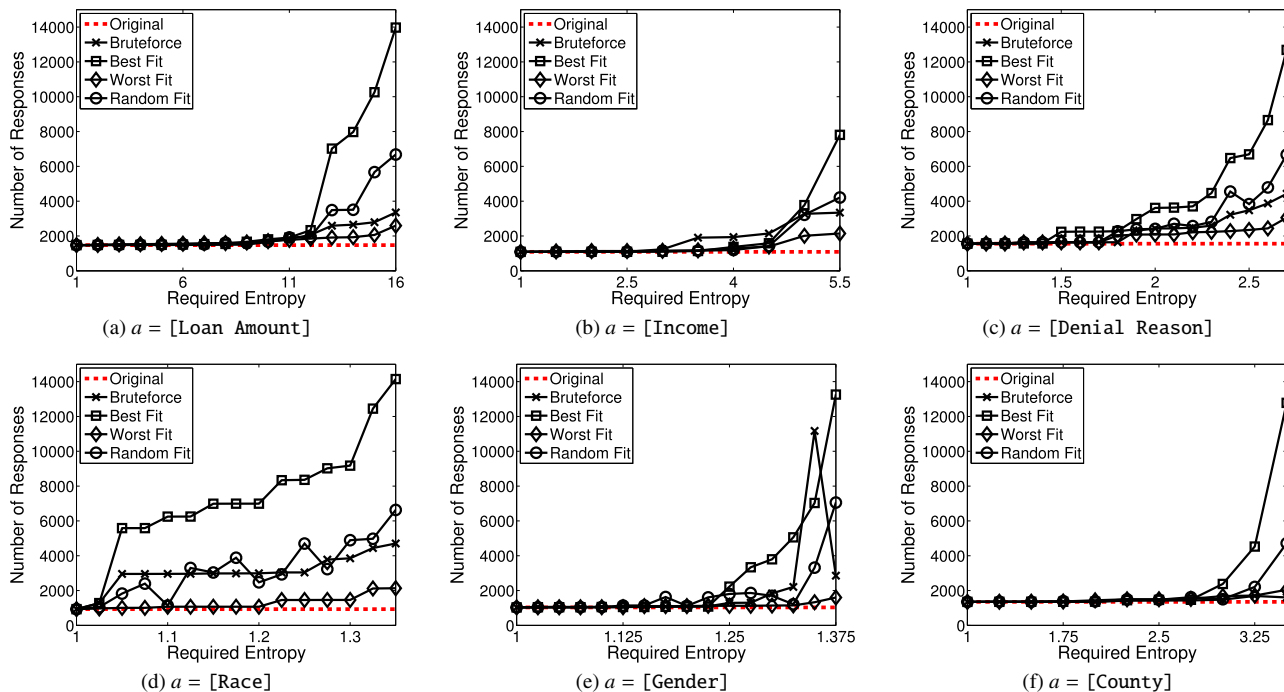 14000
12000
10000
8000
6000
4000
2000
0
Number of Responses
Original
Bruteforce
Best Fit
Worst Fit
Random Fit
1 6 11 16
Required Entropy
(a) a = [Loan Amount]
14000
12000
10000
8000
6000
4000
2000
0
Number of Responses
Original
Bruteforce
Best Fit
Worst Fit
Random Fit
1 2.5 4 5.5
Required Entropy
(b) a = [Income]
14000
12000
10000
8000
6000
4000
2000
0
Number of Responses
Original
Bruteforce
Best Fit
Worst Fit
Random Fit
1 1.5 2 2.5
Required Entropy
(c) a = [Denial Reason]
14000
12000
10000
8000
6000
4000
2000
0
Number of Responses
Original
Bruteforce
Best Fit
Worst Fit
Random Fit
1 1.1 1.2 1.3
Required Entropy
(d) a = [Race]
14000
12000
10000
8000
6000
4000
2000
0
Number of Responses
Original
Bruteforce
Best Fit
Worst Fit
Random Fit
1 1.125 1.25 1.375
Required Entropy
(e) a = [Gender]
14000
12000
10000
8000
6000
4000
2000
0
Number of Responses
Original
Bruteforce
Best Fit
Worst Fit
Random Fit
1 1.75 2.5 3.25
Required Entropy
(f) a = [County]